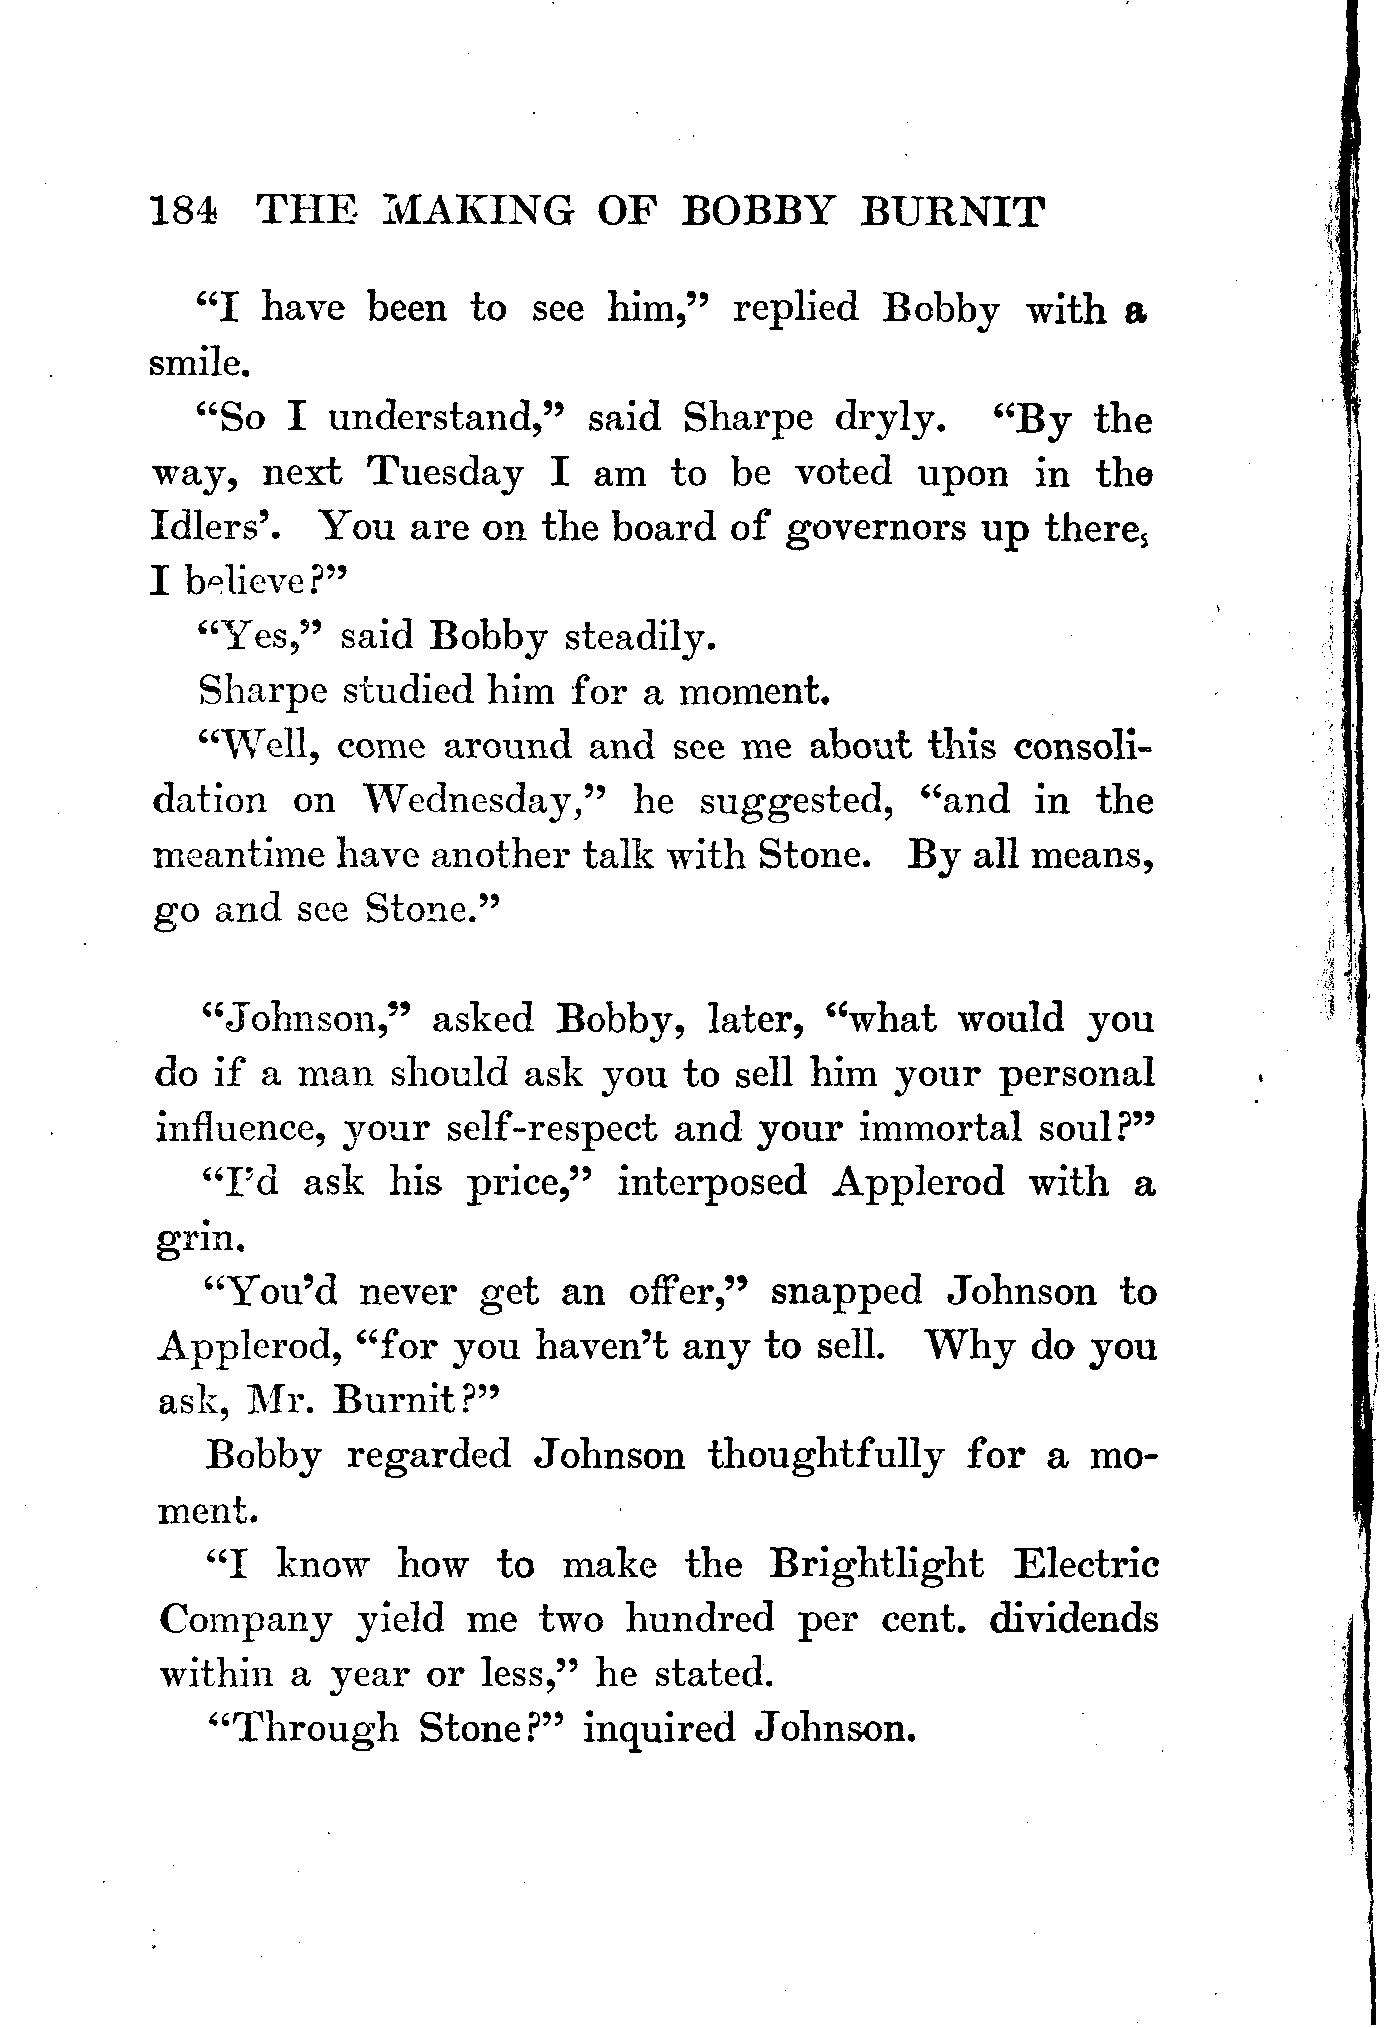 184 THE MAKING OF BOBBY BURNIT
“I have been to see him,” replied Bobby with a
smile.
“So I understand,” said Sharpe dryly. “By the
way, next Tuesday I am to be voted upon in the
Idlers’. You are on the board of governors up there,
I believe?”
“Yes,” said Bobby steadily.
Sharpe studied him for a moment.
“Well, come around and see me about this consoli-
dation on Wednesday,” he suggested, “and in the
meantime have another talk with Stone. By all means,
go and see Stone.”
“Johnson,” asked Bobby, later, “what would you
do if a man should ask you to sell him your personal
influence, your self-respect and your immortal soul?”
“I’d ask his price,” interposed Applerod with a
grin.
“You’d never get an offer,” snapped Johnson to
Applerod, “for you haven’t any to sell. Why do you
ask, Mr. Burnit?”
Bobby regarded Johnson thoughtfully for a mo-
ment.
“I know how to make the Brightlight Electric
Company yield me two hundred per cent. dividends
within a year or less,” he stated.
“Through Stone?” inquired Johnson.